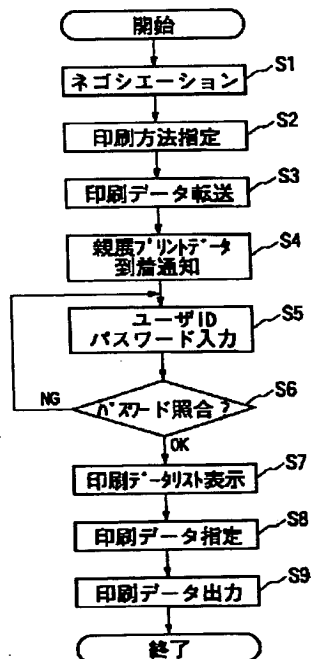 開始
ネゴシエーション
S1
印刷方法指定
S2
印刷データ転送
S3
親展プリントデータ
到着通知
S4
ユーザID
パスワード入力
S5
パスワード照合?
S6
NG
OK
印刷データリスト表示
S7
印刷データ指定
S8
印刷データ出力
S9
終了